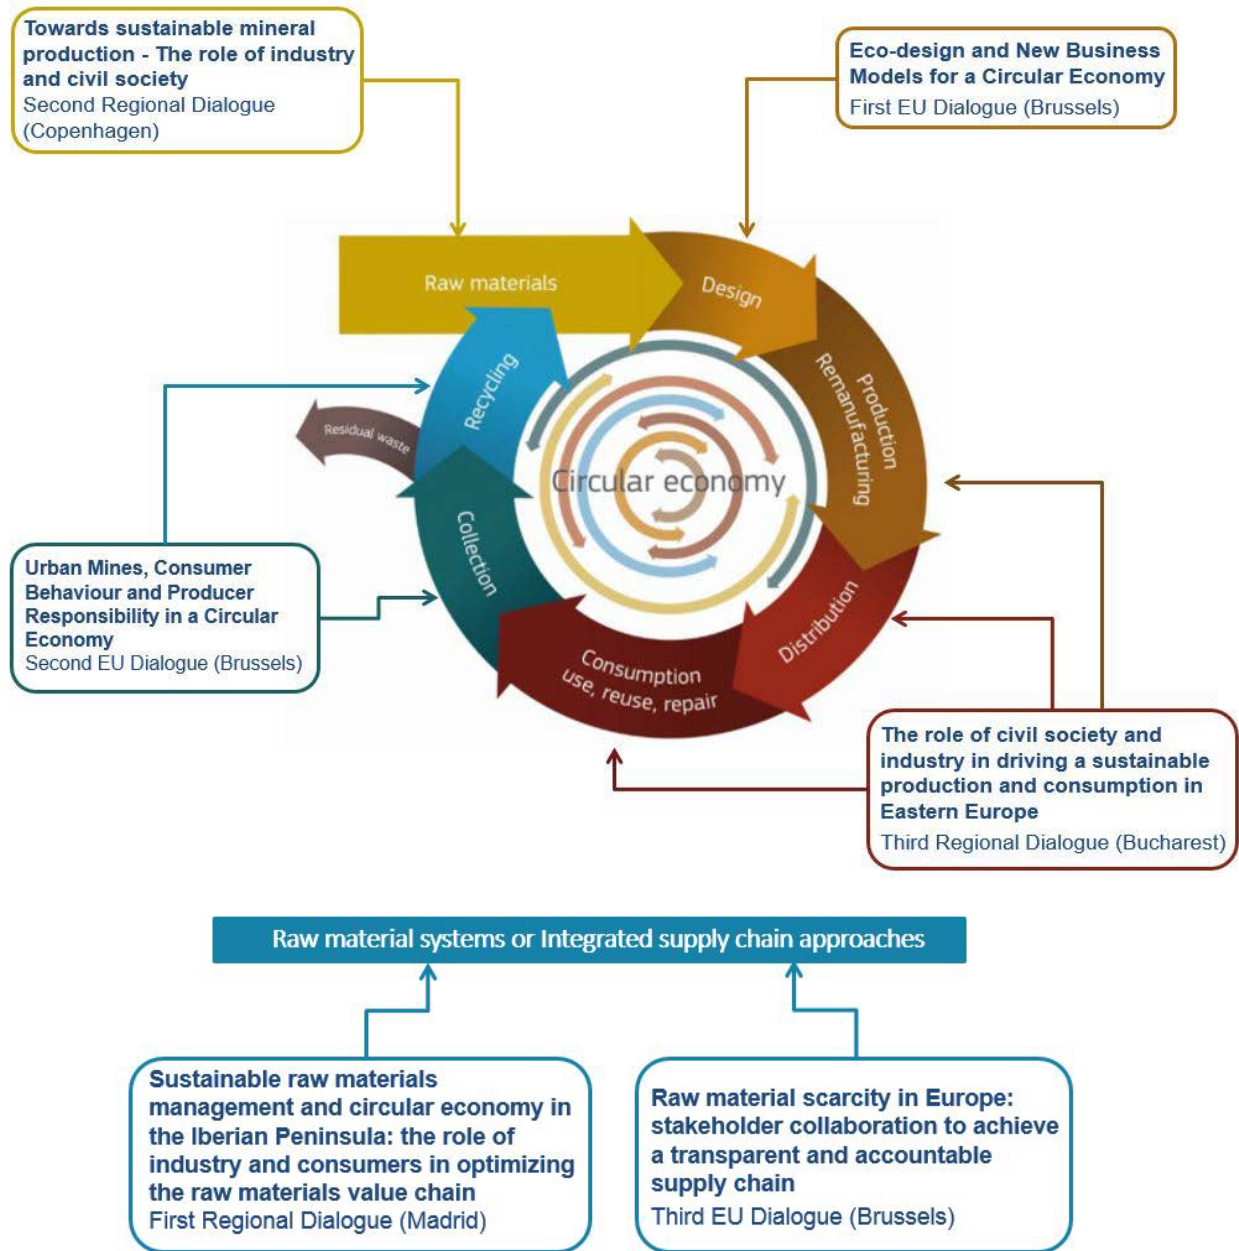 Towards sustainable mineral
production - The role of industry
and civil society
Second Regional Dialogue
(Copenhagen)
Eco-design and New Business
Models for a Circular Economy
First EU Dialogue (Brussels)
Raw materials
Design
Production
Remanufacturing
Recycling
Residual waste
Circular economy
Collection
Distribution
Consumption
use, reuse, repair
Urban Mines, Consumer
Behaviour and Producer
Responsibility in a Circular
Economy
Second EU Dialogue (Brussels)
The role of civil society and
industry in driving a sustainable
production and consumption in
Eastern Europe
Third Regional Dialogue (Bucharest)
Raw material systems or Integrated supply chain approaches
Sustainable raw materials
management and circular economy in
the Iberian Peninsula: the role of
industry and consumers in optimizing
the raw materials value chain
First Regional Dialogue (Madrid)
Raw material scarcity in Europe:
stakeholder collaboration to achieve
a transparent and accountable
supply chain
Third EU Dialogue (Brussels)